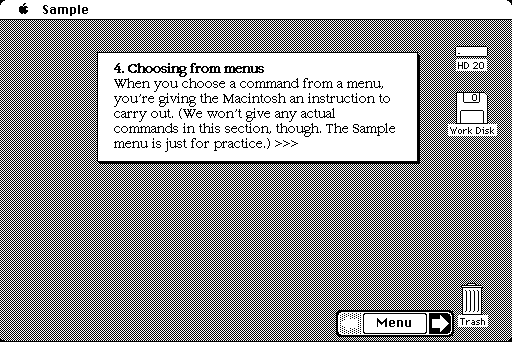 Sample
4. Choosing from menus
When you choose a command from a menu,
you're giving the Macintosh an instruction to
carry out. (We won't give any actual
commands in this section, though. The Sample
menu is just for practice.) >>>
HD 20
Work Disk
Menu
Trash